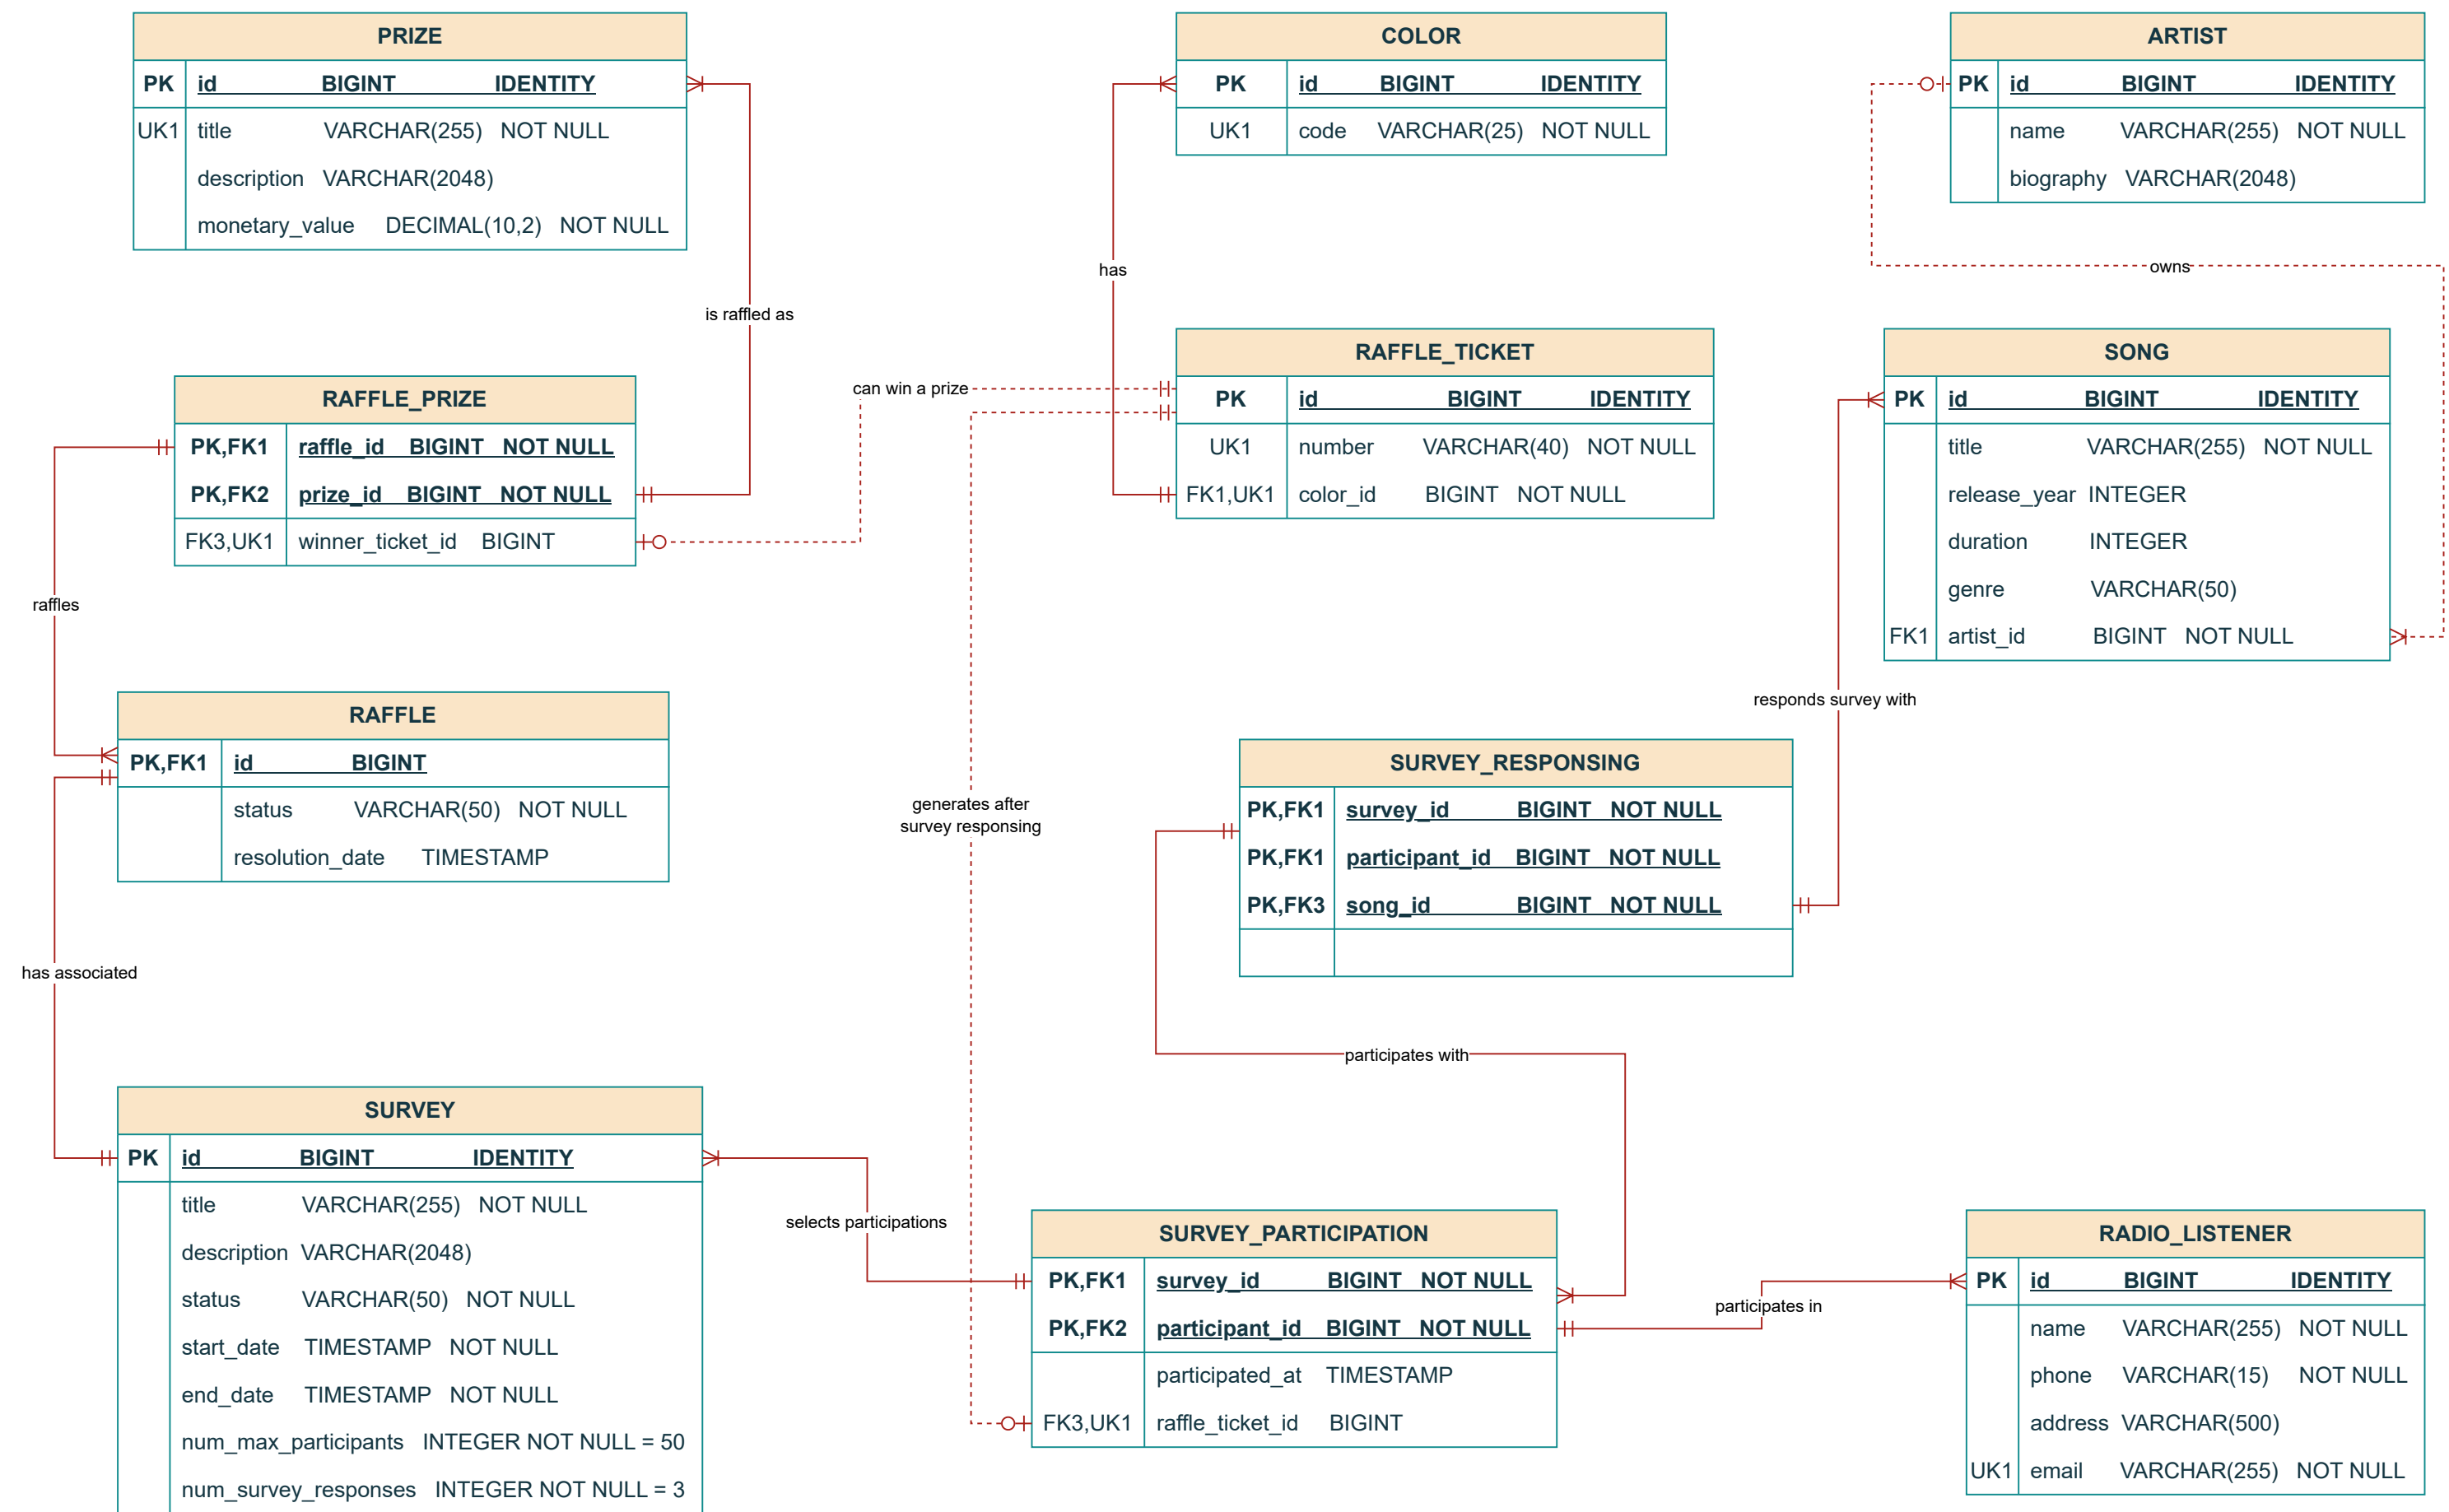 PRIZE
PK id BIGINT IDENTITY
UK1 title VARCHAR(255) NOT NULL
description VARCHAR(2048)
monetary_value DECIMAL(10,2) NOT NULL
is raffled as
COLOR
PK id BIGINT IDENTITY
UK1 code VARCHAR(25) NOT NULL
has
ARTIST
PK id BIGINT IDENTITY
name VARCHAR(255) NOT NULL
biography VARCHAR(2048)
owns
RAFFLE_PRIZE
PK,FK1 raffle_id BIGINT NOT NULL
PK,FK2 prize_id BIGINT NOT NULL
FK3,UK1 winner_ticket_id BIGINT
can win a prize
RAFFLE_TICKET
PK id BIGINT IDENTITY
UK1 number VARCHAR(40) NOT NULL
FK1,UK1 color_id BIGINT NOT NULL
SONG
PK id BIGINT IDENTITY
title VARCHAR(255) NOT NULL
release_year INTEGER
duration INTEGER
genre VARCHAR(50)
FK1 artist_id BIGINT NOT NULL
raffles
RAFFLE
PK,FK1 id BIGINT
status VARCHAR(50) NOT NULL
resolution_date TIMESTAMP
generates after
survey responsing
responds survey with
SURVEY_RESPONSING
PK,FK1 survey_id BIGINT NOT NULL
PK,FK1 participant_id BIGINT NOT NULL
PK,FK3 song_id BIGINT NOT NULL
has associated
participates with
SURVEY
PK id BIGINT IDENTITY
title VARCHAR(255) NOT NULL
description VARCHAR(2048)
status VARCHAR(50) NOT NULL
start_date TIMESTAMP NOT NULL
end_date TIMESTAMP NOT NULL
num_max_participants INTEGER NOT NULL = 50
num_survey_responses INTEGER NOT NULL = 3
selects participations
SURVEY_PARTICIPATION
PK,FK1 survey_id BIGINT NOT NULL
PK,FK2 participant_id BIGINT NOT NULL
participated_at TIMESTAMP
FK3,UK1 raffle_ticket_id BIGINT
participates in
RADIO_LISTENER
PK id BIGINT IDENTITY
name VARCHAR(255) NOT NULL
phone VARCHAR(15) NOT NULL
address VARCHAR(500)
UK1 email VARCHAR(255) NOT NULL